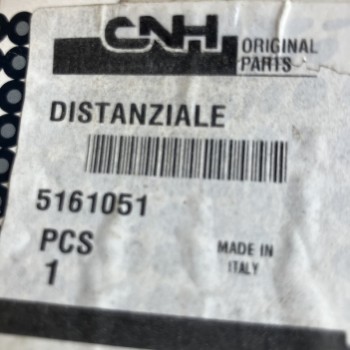 CNH ORIGINAL
PARTS
DISTANZIALE
5161051
PCS
1
MADE IN
ITALY